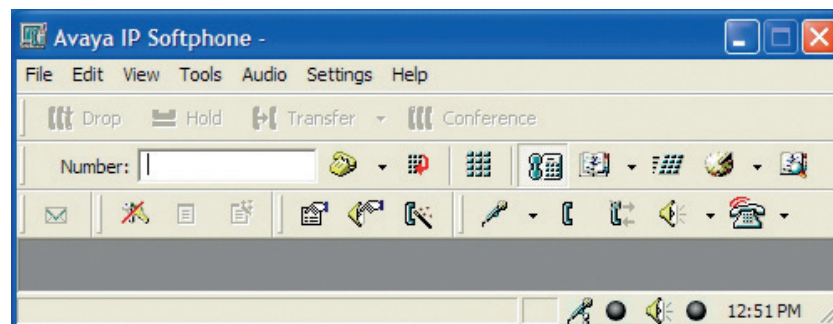 Avaya IP Softphone -
File Edit View Tools Audio Settings Help
Drop Hold Transfer Conference
Number:
12:51 PM